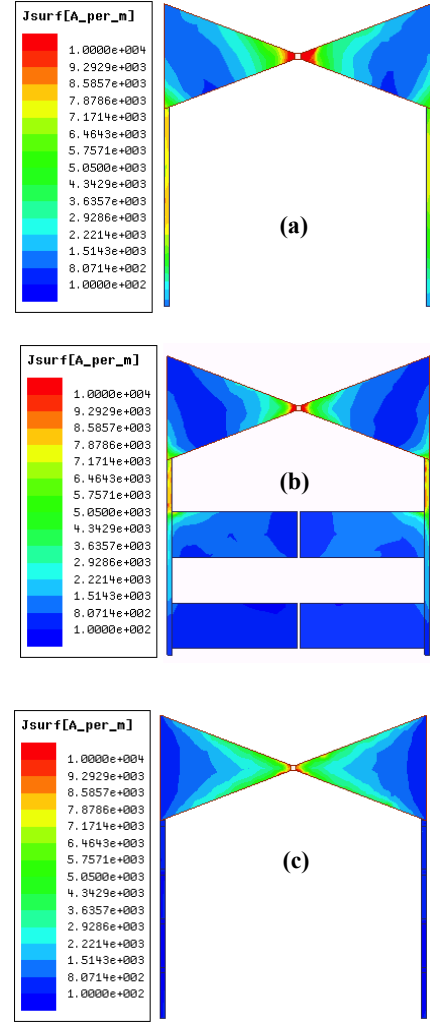 Jsurf[A_per_m]
1.0000e+004
9.2929e+003
8.5857e+003
7.8786e+003
7.1714e+003
6.4643e+003
5.7571e+003
5.0500e+003
4.3429e+003
3.6357e+003
2.9286e+003
2.2214e+003
1.5143e+003
8.0714e+002
1.0000e+002
(a)
Jsurf[A_per_m]
1.0000e+004
9.2929e+003
8.5857e+003
7.8786e+003
7.1714e+003
6.4643e+003
5.7571e+003
5.0500e+003
4.3429e+003
3.6357e+003
2.9286e+003
2.2214e+003
1.5143e+003
8.0714e+002
1.0000e+002
(b)
Jsurf[A_per_m]
1.0000e+004
9.2929e+003
8.5857e+003
7.8786e+003
7.1714e+003
6.4643e+003
5.7571e+003
5.0500e+003
4.3429e+003
3.6357e+003
2.9286e+003
2.2214e+003
1.5143e+003
8.0714e+002
1.0000e+002
(c)